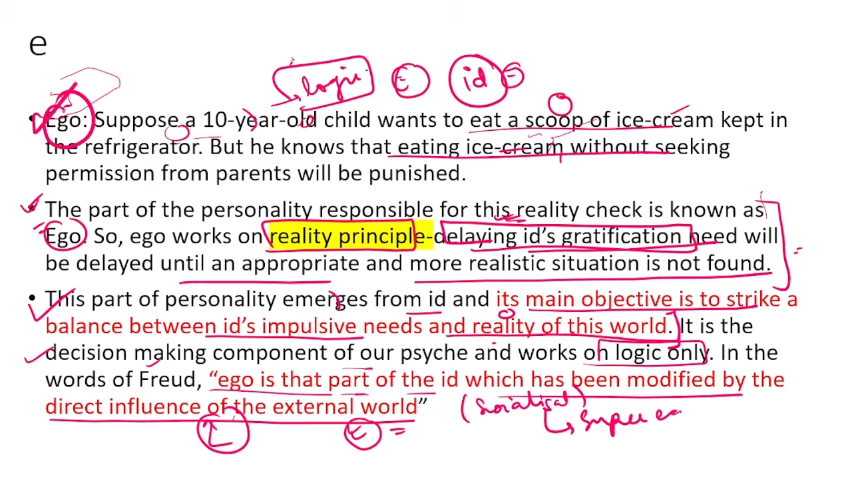 e
logic E id
• Ego: Suppose a 10-year-old child wants to eat a scoop of ice-cream kept in
the refrigerator. But he knows that eating ice-cream without seeking
permission from parents will be punished.
• The part of the personality responsible for this reality check is known as
Ego. So, ego works on reality principle-delaying id's gratification need will
be delayed until an appropriate and more realistic situation is not found.
• This part of personality emerges from id and its main objective is to strike a
balance between id's impulsive needs and reality of this world. It is the
decision making component of our psyche and works on logic only. In the
words of Freud, “ego is that part of the id which has been modified by the
direct influence of the external world”